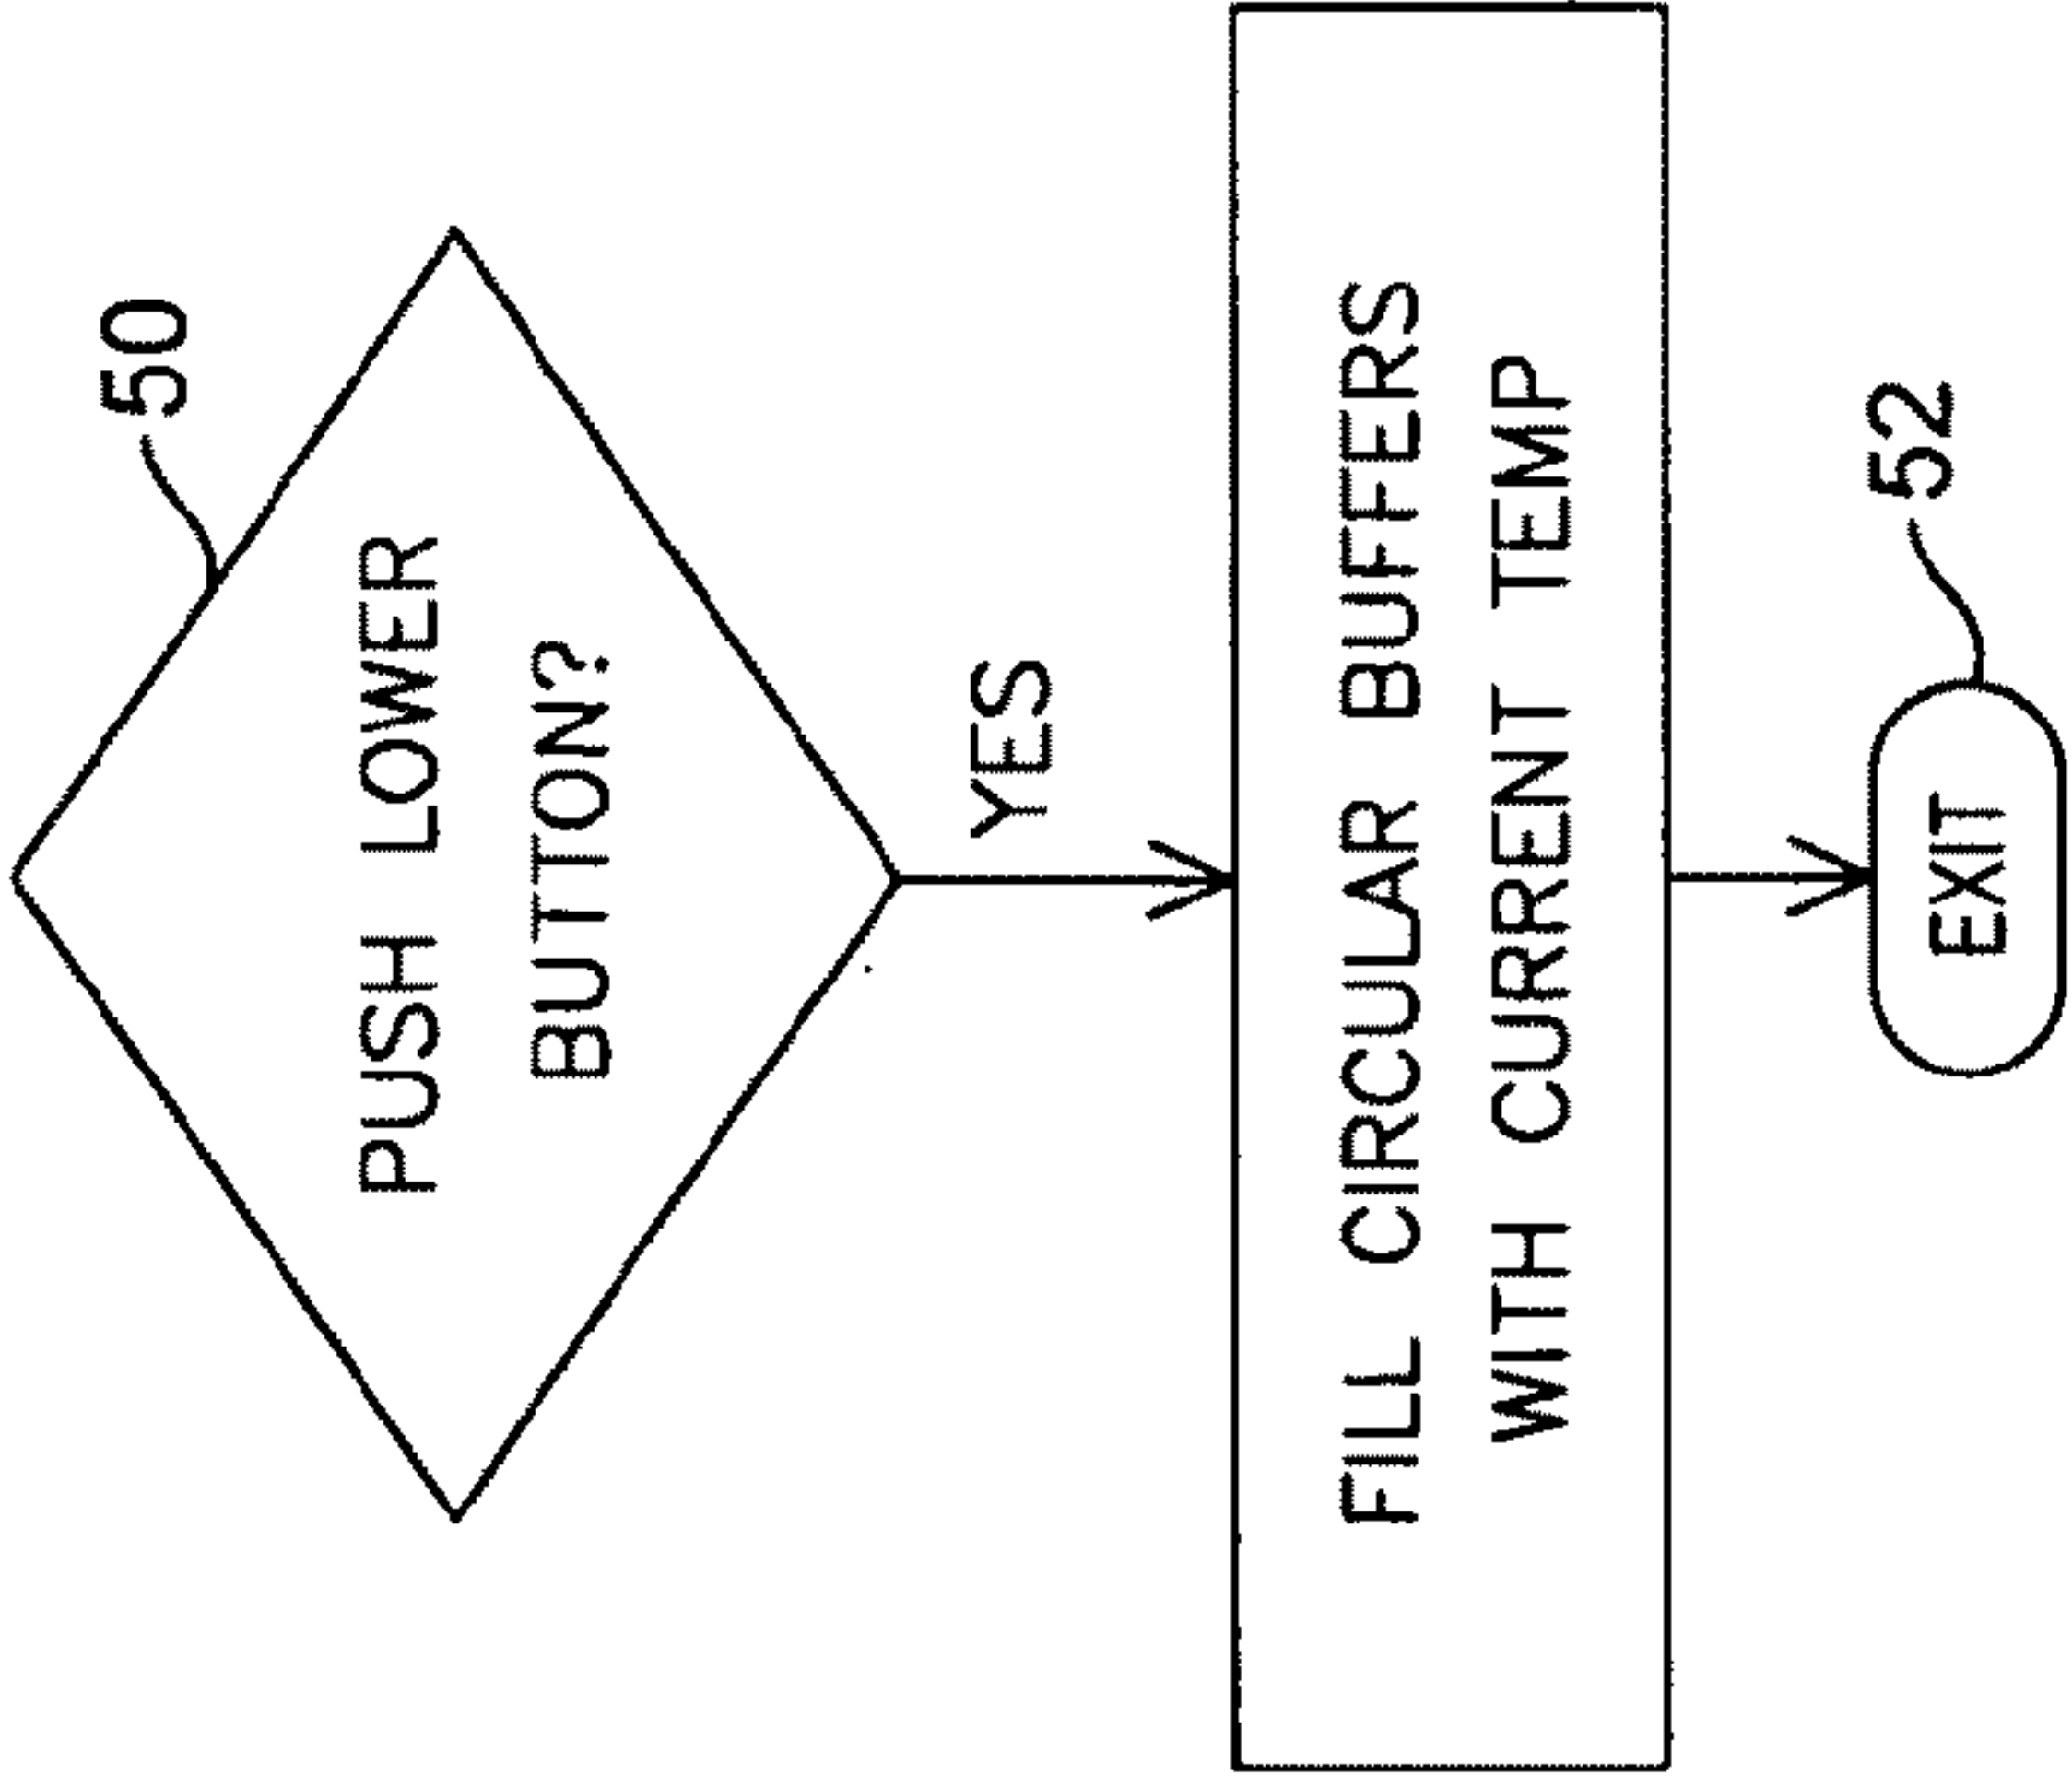 50
PUSH LOWER
BUTTON?
YES
FILL CIRCULAR BUFFERS
WITH CURRENT TEMP
52
EXIT